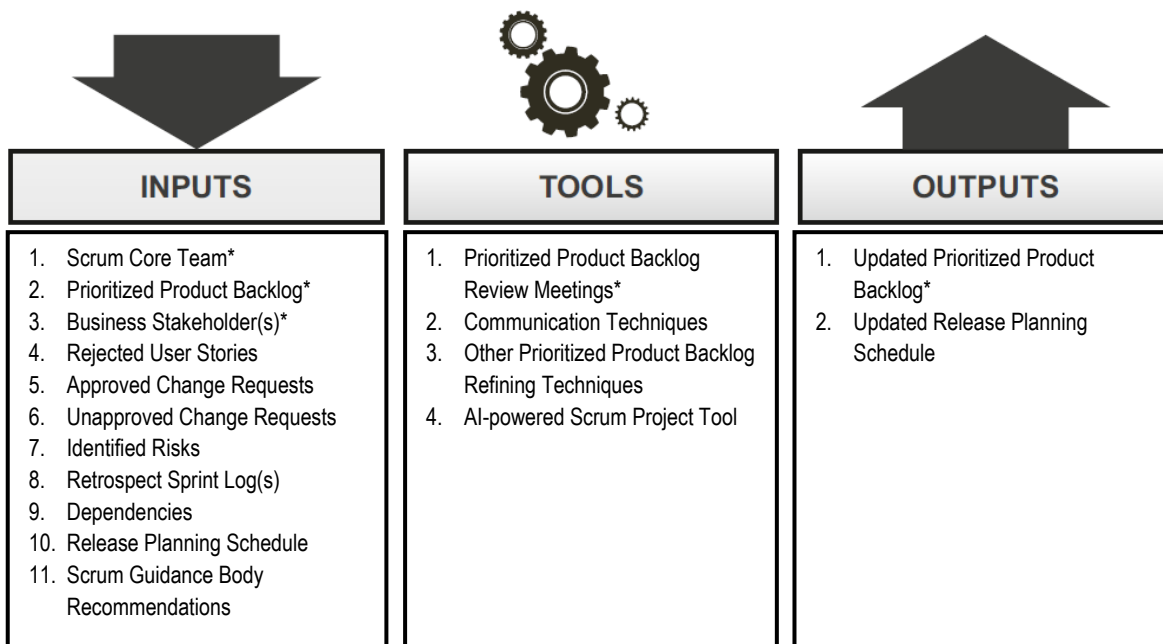 INPUTS
1. Scrum Core Team*
2. Prioritized Product Backlog*
3. Business Stakeholder(s)*
4. Rejected User Stories
5. Approved Change Requests
6. Unapproved Change Requests
7. Identified Risks
8. Retrospect Sprint Log(s)
9. Dependencies
10. Release Planning Schedule
11. Scrum Guidance Body
Recommendations
TOOLS
1. Prioritized Product Backlog
Review Meetings*
2. Communication Techniques
3. Other Prioritized Product Backlog
Refining Techniques
4. AI-powered Scrum Project Tool
OUTPUTS
1. Updated Prioritized Product
Backlog*
2. Updated Release Planning
Schedule